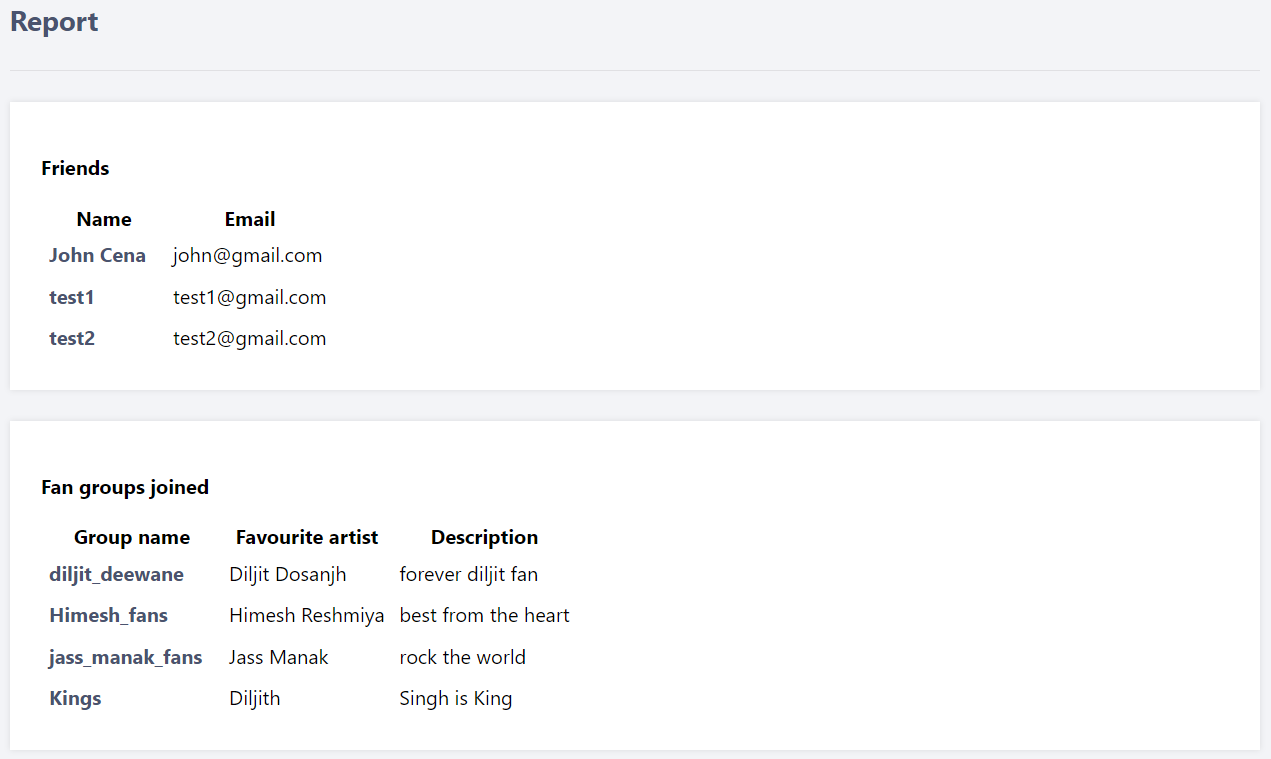 Report
Friends
Name Email
John Cena john@gmail.com
test1 test1@gmail.com
test2 test2@gmail.com
Fan groups joined
Group name Favourite artist Description
diljit_deewane Diljit Dosanjh forever diljit fan
Himesh_fans Himesh Reshmiya best from the heart
jass_manak_fans Jass Manak rock the world
Kings Diljith Singh is King